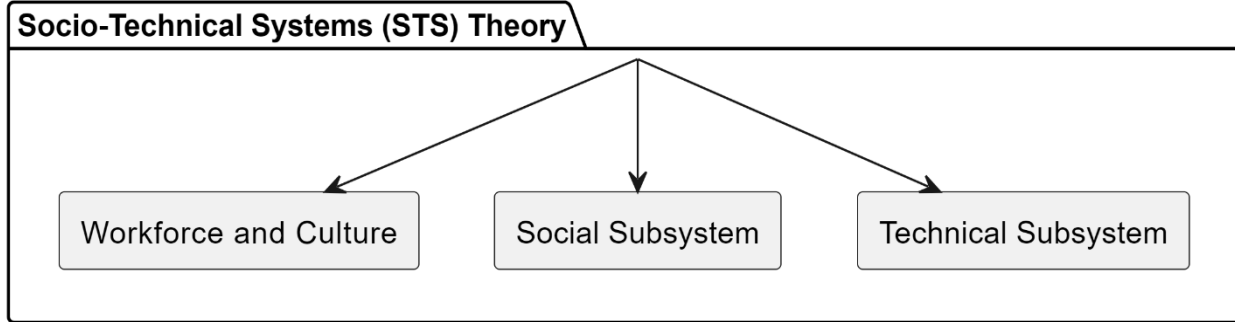 Socio-Technical Systems (STS) Theory
Workforce and Culture
Social Subsystem
Technical Subsystem